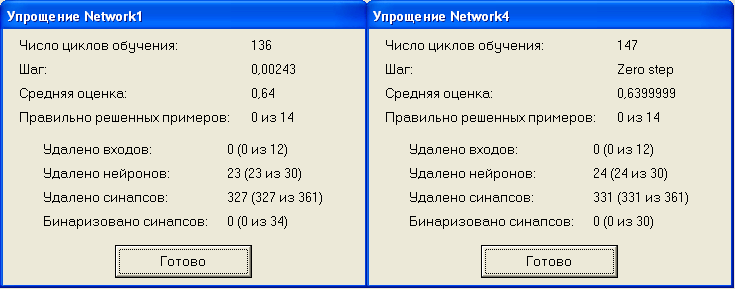 Упрощение Network1
Число циклов обучения: 136
Шаг: 0,00243
Средняя оценка: 0,64
Правильно решенных примеров: 0 из 14
Удалено входов: 0 (0 из 12)
Удалено нейронов: 23 (23 из 30)
Удалено синапсов: 327 (327 из 361)
Бинаризовано синапсов: 0 (0 из 34)
Готово
Упрощение Network4
Число циклов обучения: 147
Шаг: Zero step
Средняя оценка: 0,6399999
Правильно решенных примеров: 0 из 14
Удалено входов: 0 (0 из 12)
Удалено нейронов: 24 (24 из 30)
Удалено синапсов: 331 (331 из 361)
Бинаризовано синапсов: 0 (0 из 30)
Готово